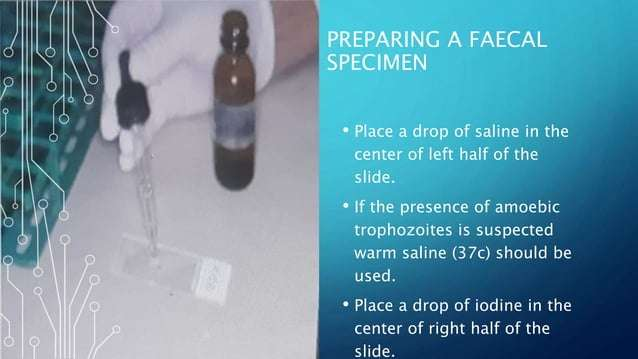 PREPARING A FAECAL
SPECIMEN
• Place a drop of saline in the
center of left half of the
slide.
• If the presence of amoebic
trophozoites is suspected
warm saline (37c) should be
used.
• Place a drop of iodine in the
center of right half of the
slide.